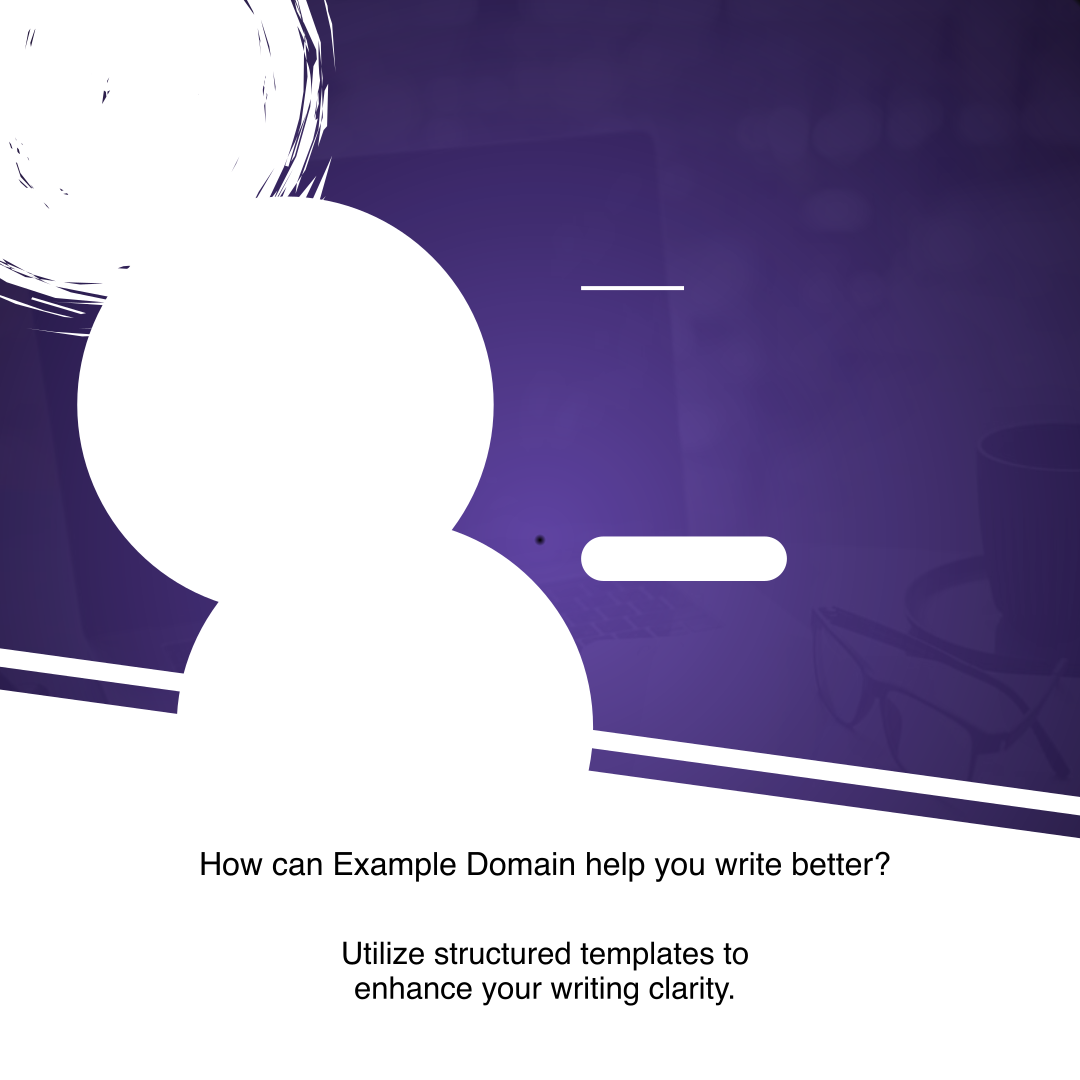 How can Example Domain help you write better?
Utilize structured templates to
enhance your writing clarity.